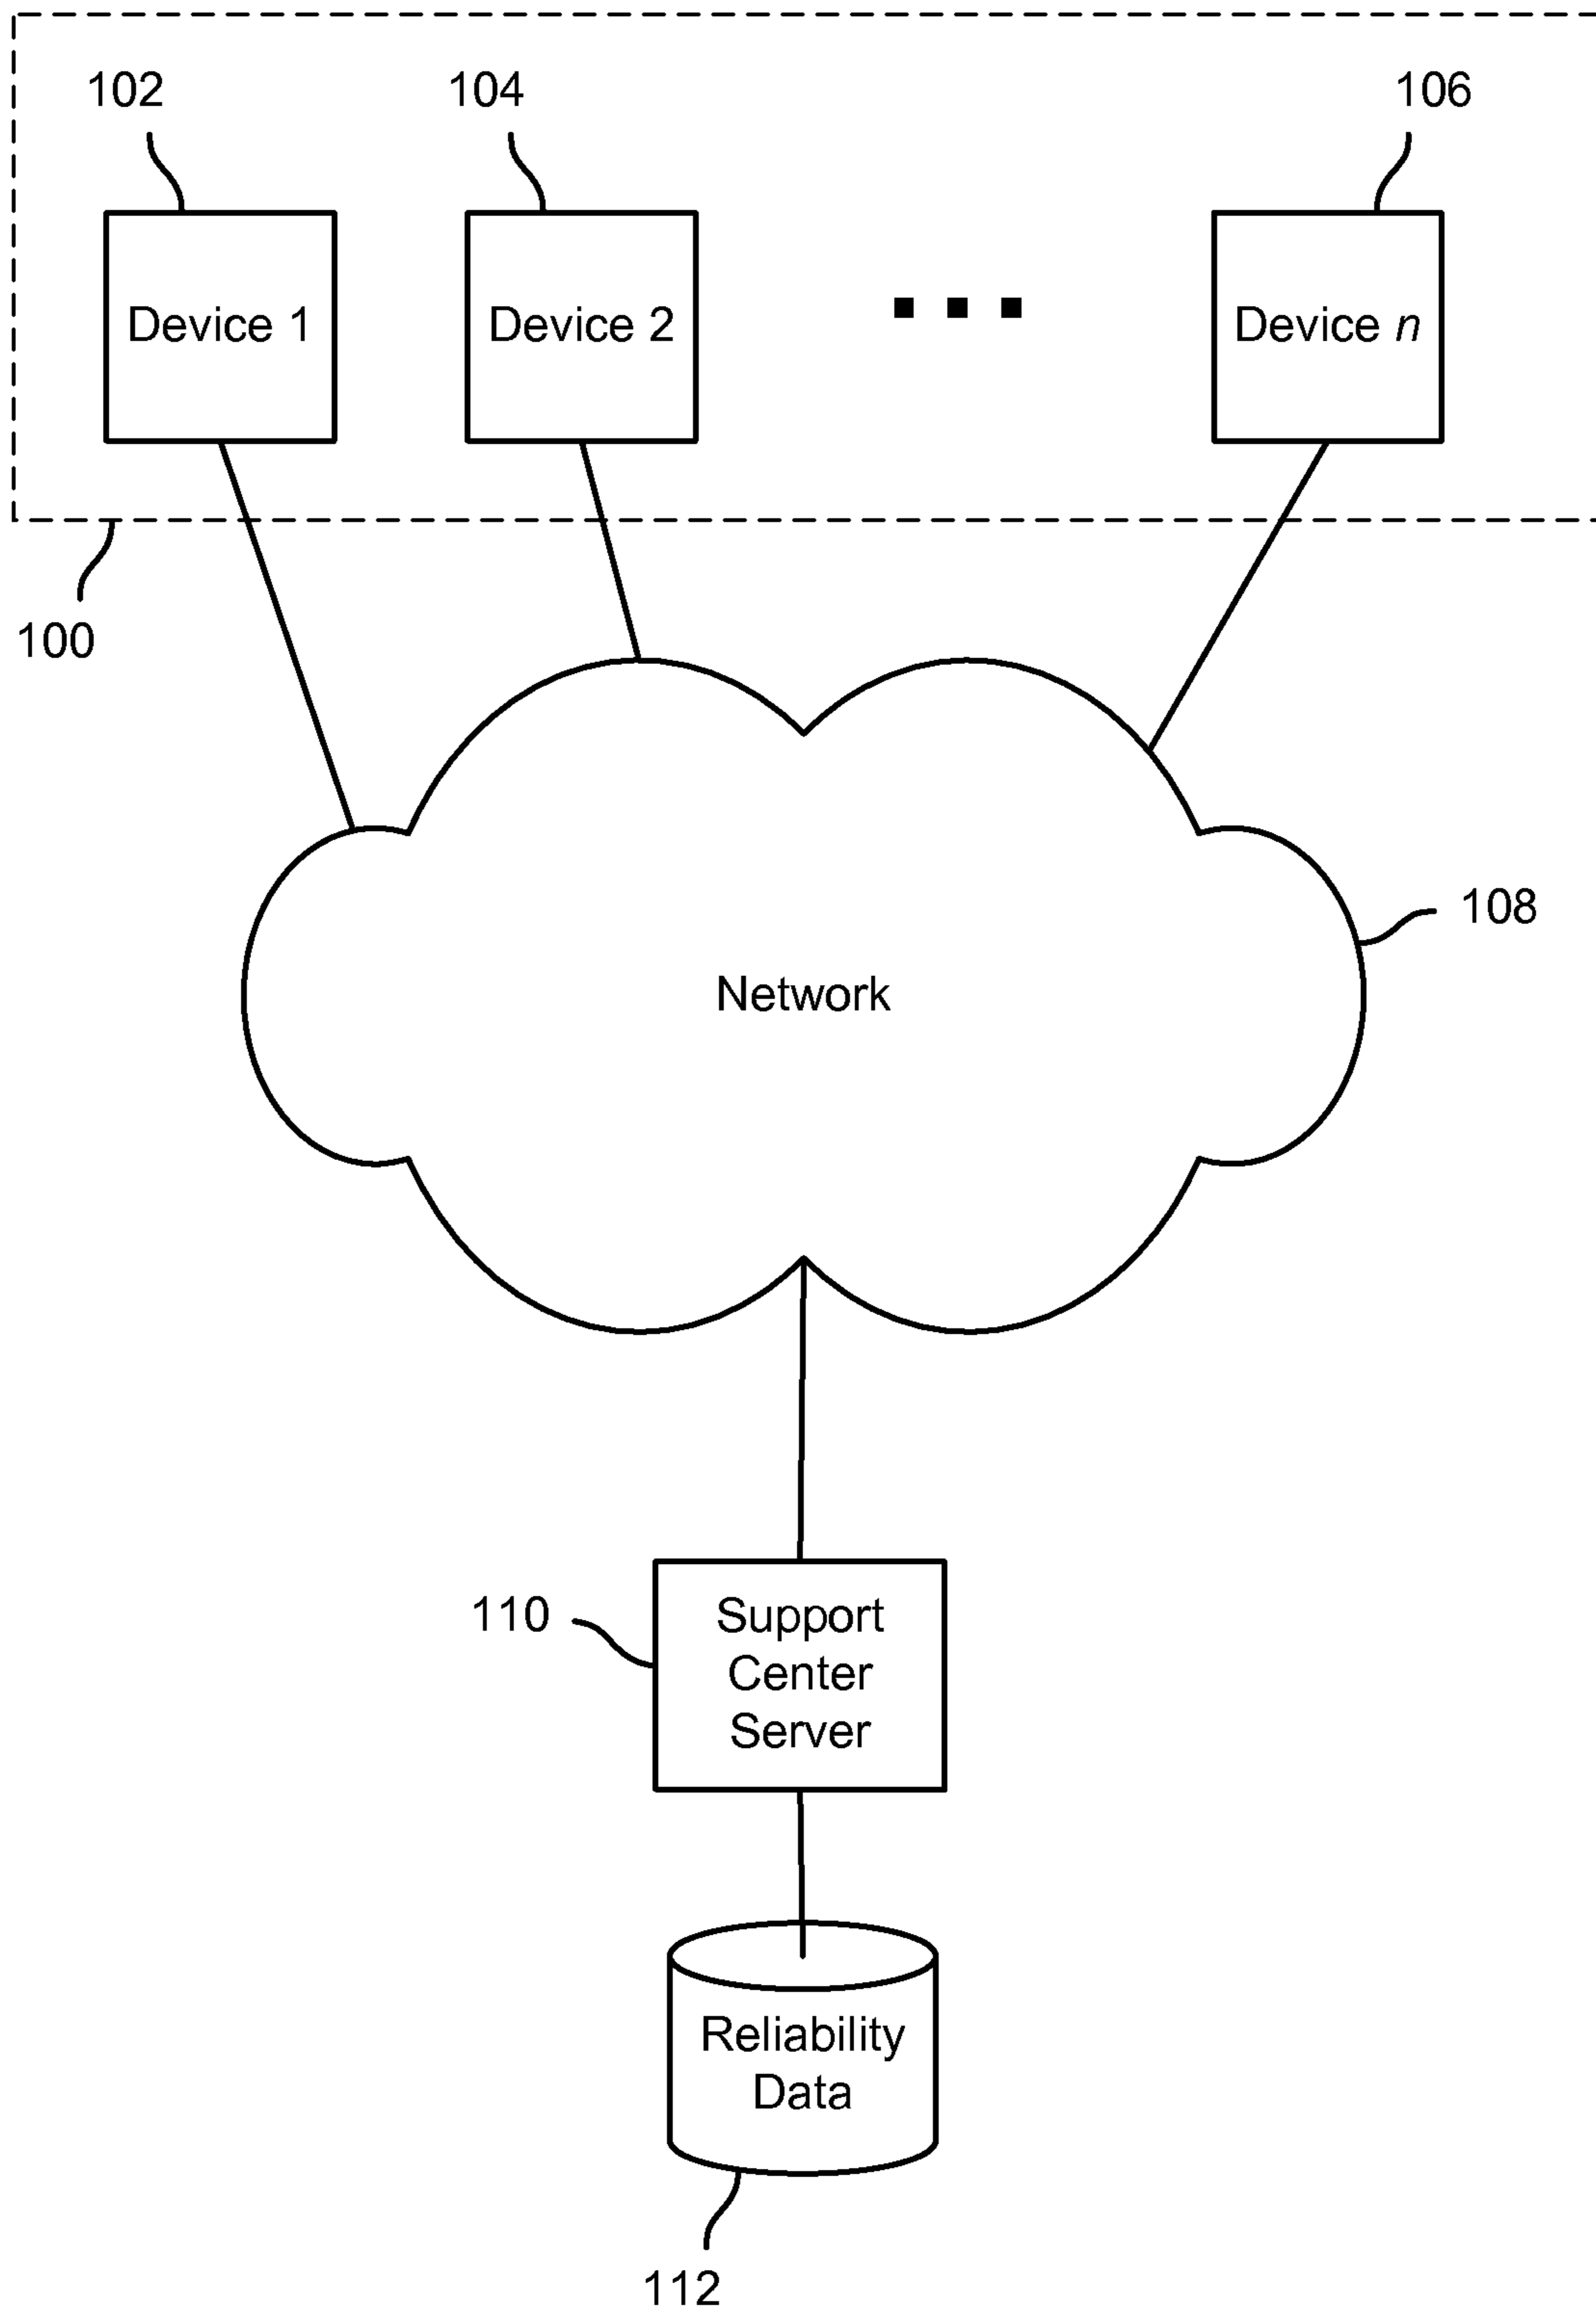 102
104
106
Device 1
Device 2
Device n
100
108
Network
110
Support
Center
Server
Reliability
Data
112